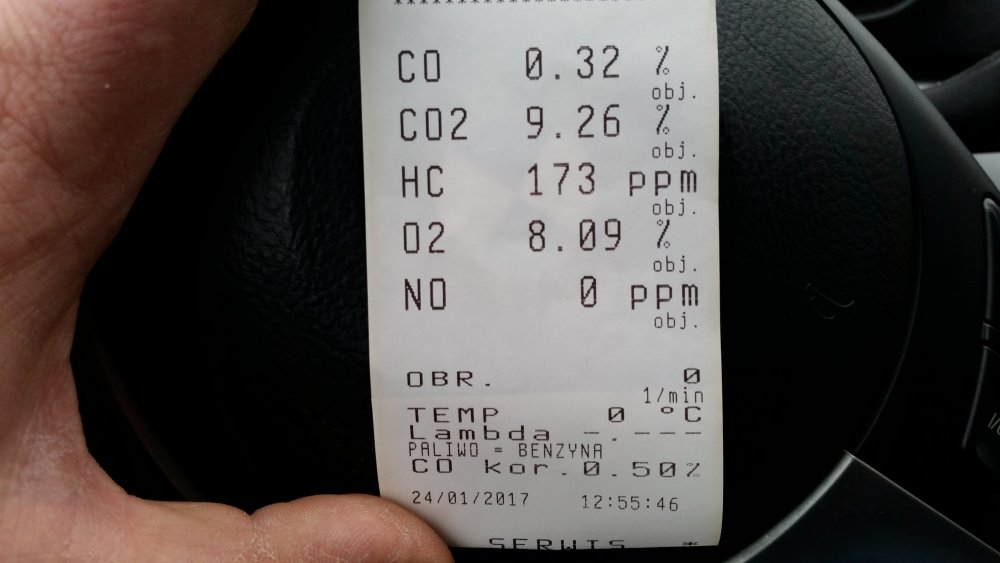 ********************
CO 0.32 %
obj.
CO2 9.26 %
obj.
HC 173 ppm
obj.
O2 8.09 %
obj.
NO 0 ppm
obj.
OBR. 0
1/min
TEMP 0 °C
Lambda -.---
PALIWO = BENZYNA
CO kor.0.50%
24/01/2017 12:55:46
SERWIS *